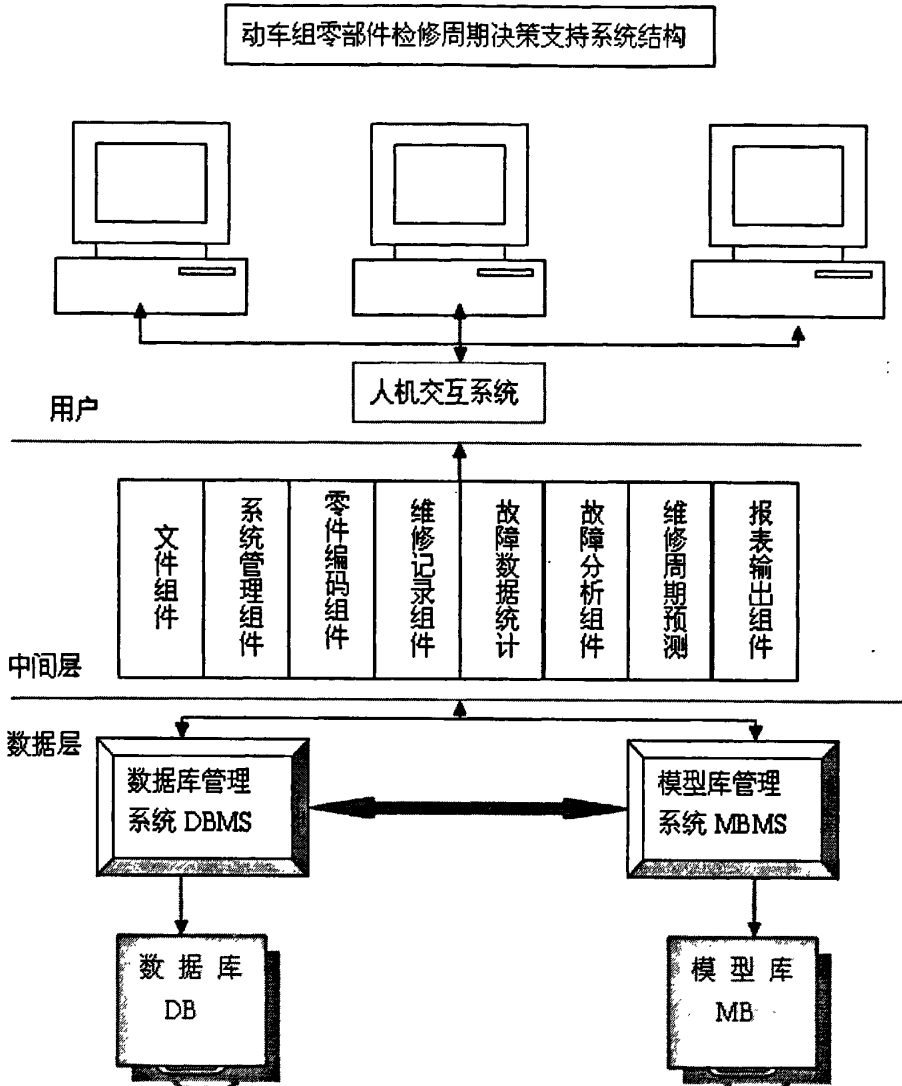 动车组零部件检修周期决策支持系统结构
人机交互系统
用户
文件组件
系统管理组件
零件编码组件
维修记录组件
故障数据统计
故障分析组件
维修周期预测
报表输出组件
中间层
数据层
数据库管理
系统 DBMS
模型库管理
系统 MBMS
数 据 库
DB
模 型 库
MB